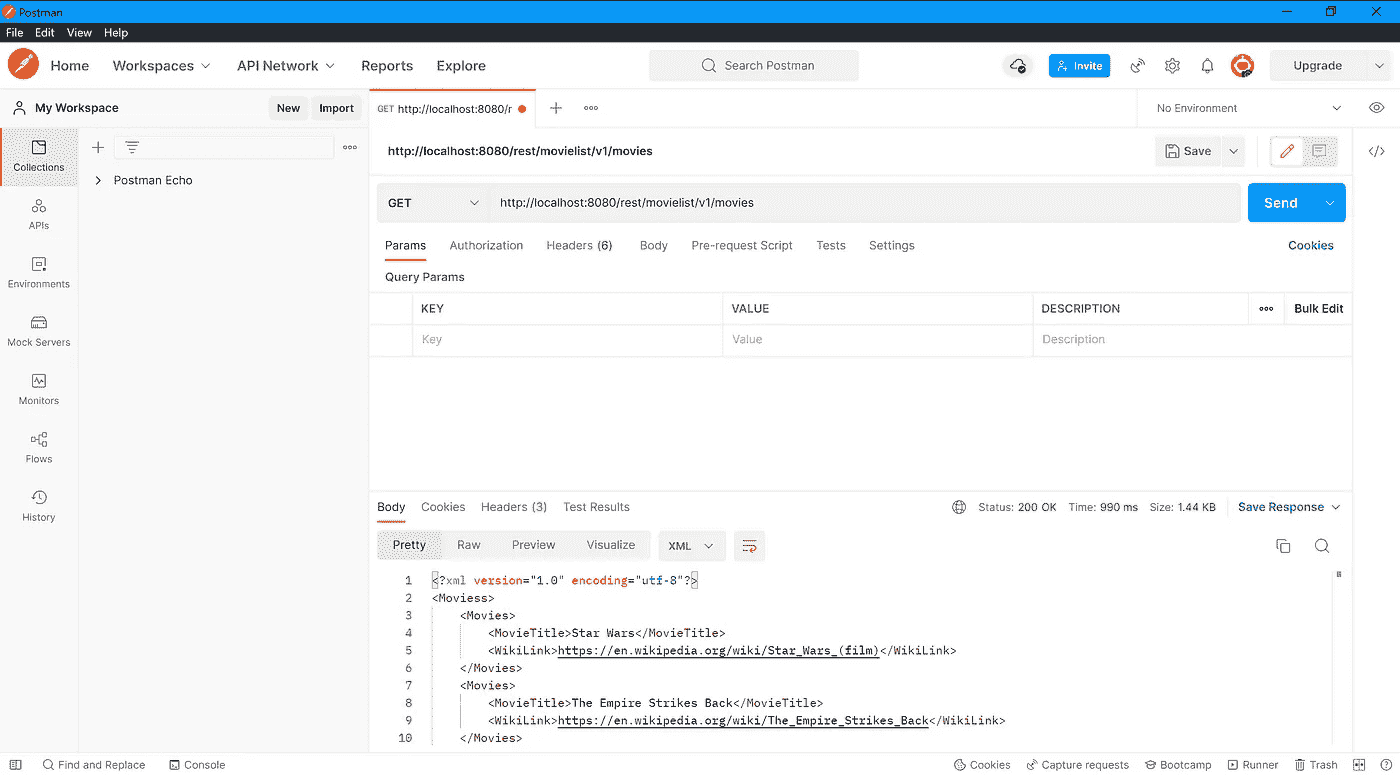 Postman
File Edit View Help
Home Workspaces API Network Reports Explore Search Postman Invite Upgrade
My Workspace New Import GET http://localhost:8080/r No Environment
Collections
APIs
Environments
Mock Servers
Monitors
Flows
History
Postman Echo
http://localhost:8080/rest/movielist/v1/movies Save
GET http://localhost:8080/rest/movielist/v1/movies Send
Params Authorization Headers (6) Body Pre-request Script Tests Settings Cookies
Query Params
KEY VALUE DESCRIPTION Bulk Edit
Key Value Description
Body Cookies Headers (3) Test Results Status: 200 OK Time: 990 ms Size: 1.44 KB Save Response
Pretty Raw Preview Visualize XML
1 <?xml version="1.0" encoding="utf-8"?>
2 <Moviess>
3 <Movies>
4 <MovieTitle>Star Wars</MovieTitle>
5 <WikiLink>https://en.wikipedia.org/wiki/Star_Wars_(film)</WikiLink>
6 </Movies>
7 <Movies>
8 <MovieTitle>The Empire Strikes Back</MovieTitle>
9 <WikiLink>https://en.wikipedia.org/wiki/The_Empire_Strikes_Back</WikiLink>
10 </Movies>
Find and Replace Console Cookies Capture requests Bootcamp Runner Trash